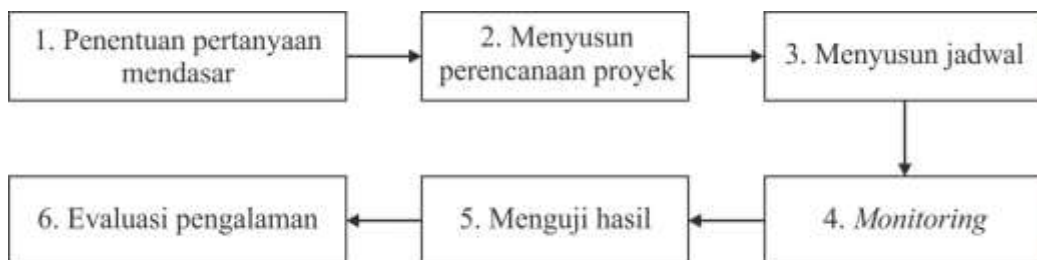 1. Penentuan pertanyaan
mendasar
2. Menyusun
perencanaan proyek
3. Menyusun jadwal
6. Evaluasi pengalaman
5. Menguji hasil
4. Monitoring